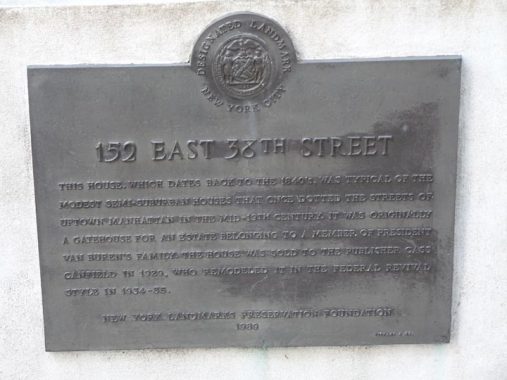 DESIGNATED LANDMARK
NEW YORK CITY
152 EAST 38TH STREET
THIS HOUSE, WHICH DATES BACK TO THE 1840'S, WAS TYPICAL OF THE
MODEST SEMI-SUBURBAN HOUSES THAT ONCE DOTTED THE STREETS OF
UPTOWN MANHATTAN IN THE MID-19TH CENTURY. IT WAS ORIGINALLY
A GATEHOUSE FOR AN ESTATE BELONGING TO A MEMBER OF PRESIDENT
VAN BUREN'S FAMILY. THE HOUSE WAS SOLD TO THE PUBLISHER CASS
CANFIELD IN 1929, WHO REMODELED IT IN THE FEDERAL REVIVAL
STYLE IN 1934-35.
NEW YORK LANDMARKS PRESERVATION FOUNDATION
1989